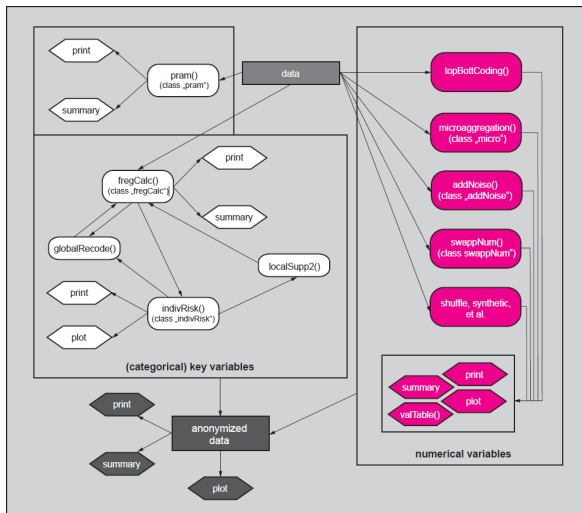 print
pram()
(class „pram“)
summary
data
topBottCoding()
microaggregation()
(class „micro“)
addNoise()
(class „addNoise“)
swappNum()
(class swappNum“)
shuffle, synthetic,
et al.
print
summary
plot
valTable()
numerical variables
print
freqCalc()
(class „freqCalc“)
summary
globalRecode()
localSupp2()
print
indivRisk()
(class „indivRisk“)
plot
(categorical) key variables
print
anonymized
data
summary
plot